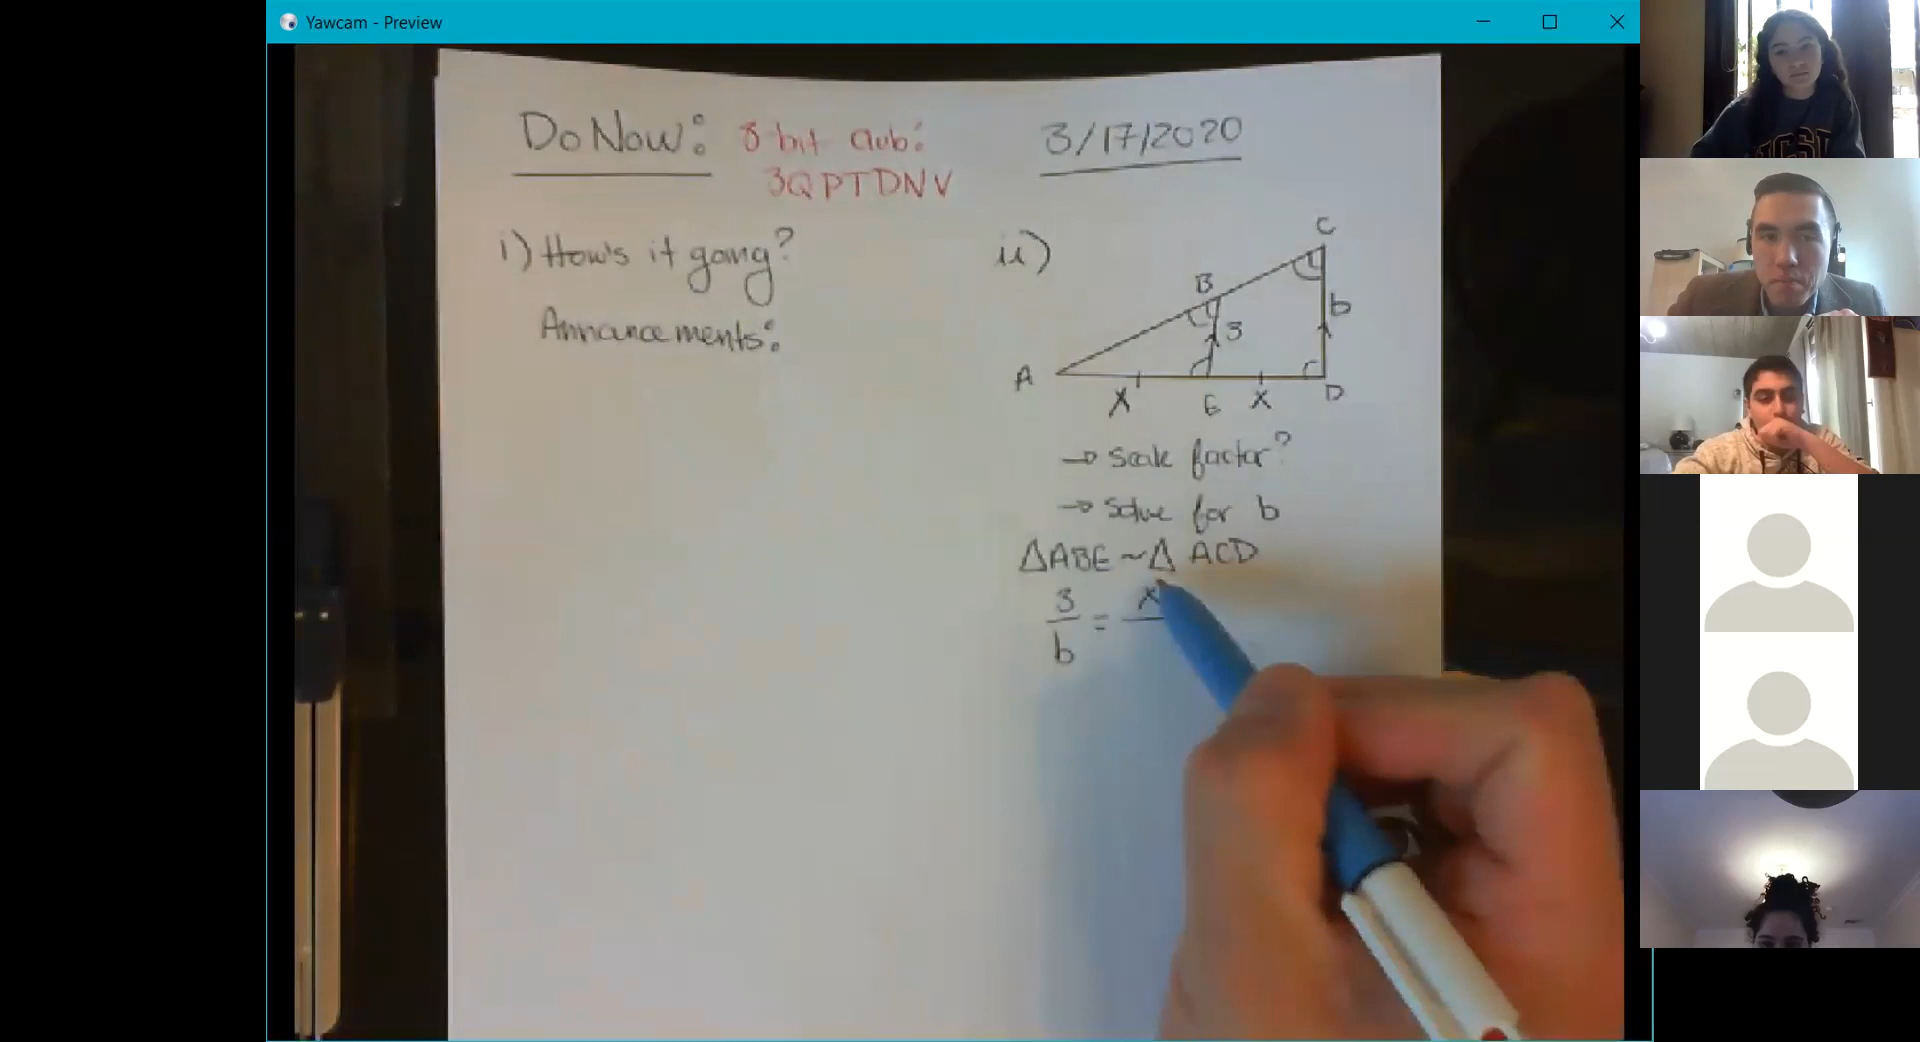 Yawcam - Preview
Do Now:
8 bit club:
3QPTDNV
3/17/2020
i) How's it going?
Annancements:
ii)
C
B
b
3
A
X
E
X
D
→ Scale factor?
→ Solve for b
△ABE ~ △ ACD
3/b = x/